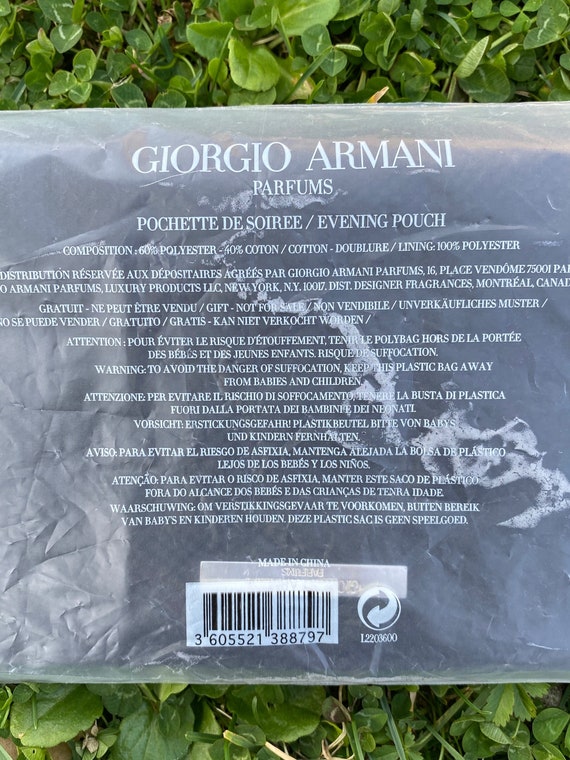 GIORGIO ARMANI
PARFUMS
POCHETTE DE SOIREE / EVENING POUCH
COMPOSITION : 60% POLYESTER - 40% COTON / COTTON - DOUBLURE / LINING: 100% POLYESTER
DISTRIBUTION RÉSERVÉE AUX DÉPOSITAIRES AGRÉÉS PAR GIORGIO ARMANI PARFUMS, 16, PLACE VENDÔME 75001 PA
O ARMANI PARFUMS, LUXURY PRODUCTS LLC, NEW YORK, N.Y. 10017. DIST. DESIGNER FRAGRANCES, MONTRÉAL, CANAD
GRATUIT - NE PEUT ÊTRE VENDU / GIFT - NOT FOR SALE / NON VENDIBILE / UNVERKÄUFLICHES MUSTER /
NO SE PUEDE VENDER / GRATUITO / GRATIS - KAN NIET VERKOCHT WORDEN /
ATTENTION : POUR ÉVITER LE RISQUE D'ÉTOUFFEMENT, TENIR LE POLYBAG HORS DE LA PORTÉE
DES BÉBÉS ET DES JEUNES ENFANTS. RISQUE DE SUFFOCATION.
WARNING: TO AVOID THE DANGER OF SUFFOCATION, KEEP THIS PLASTIC BAG AWAY
FROM BABIES AND CHILDREN.
ATTENZIONE: PER EVITARE IL RISCHIO DI SOFFOCAMENTO, TENERE LA BUSTA DI PLASTICA
FUORI DALLA PORTATA DEI BAMBINI E DEI NEONATI.
VORSICHT: ERSTICKUNGSGEFAHR! PLASTIKBEUTEL BITTE VON BABYS
UND KINDERN FERNHALTEN.
AVISO: PARA EVITAR EL RIESGO DE ASFIXIA, MANTENGA ALEJADA LA BOLSA DE PLÁSTICO
LEJOS DE LOS BEBÉS Y LOS NIÑOS.
ATENÇÃO: PARA EVITAR O RISCO DE ASFIXIA, MANTER ESTE SACO DE PLÁSTICO
FORA DO ALCANCE DOS BEBÉS E DAS CRIANÇAS DE TENRA IDADE.
WAARSCHUWING: OM VERSTIKKINGSGEVAAR TE VOORKOMEN, BUITEN BEREIK
VAN BABY'S EN KINDEREN HOUDEN. DEZE PLASTIC SAC IS GEEN SPEELGOED.
MADE IN CHINA
PARFUMS
3 605521 388797
L2203600